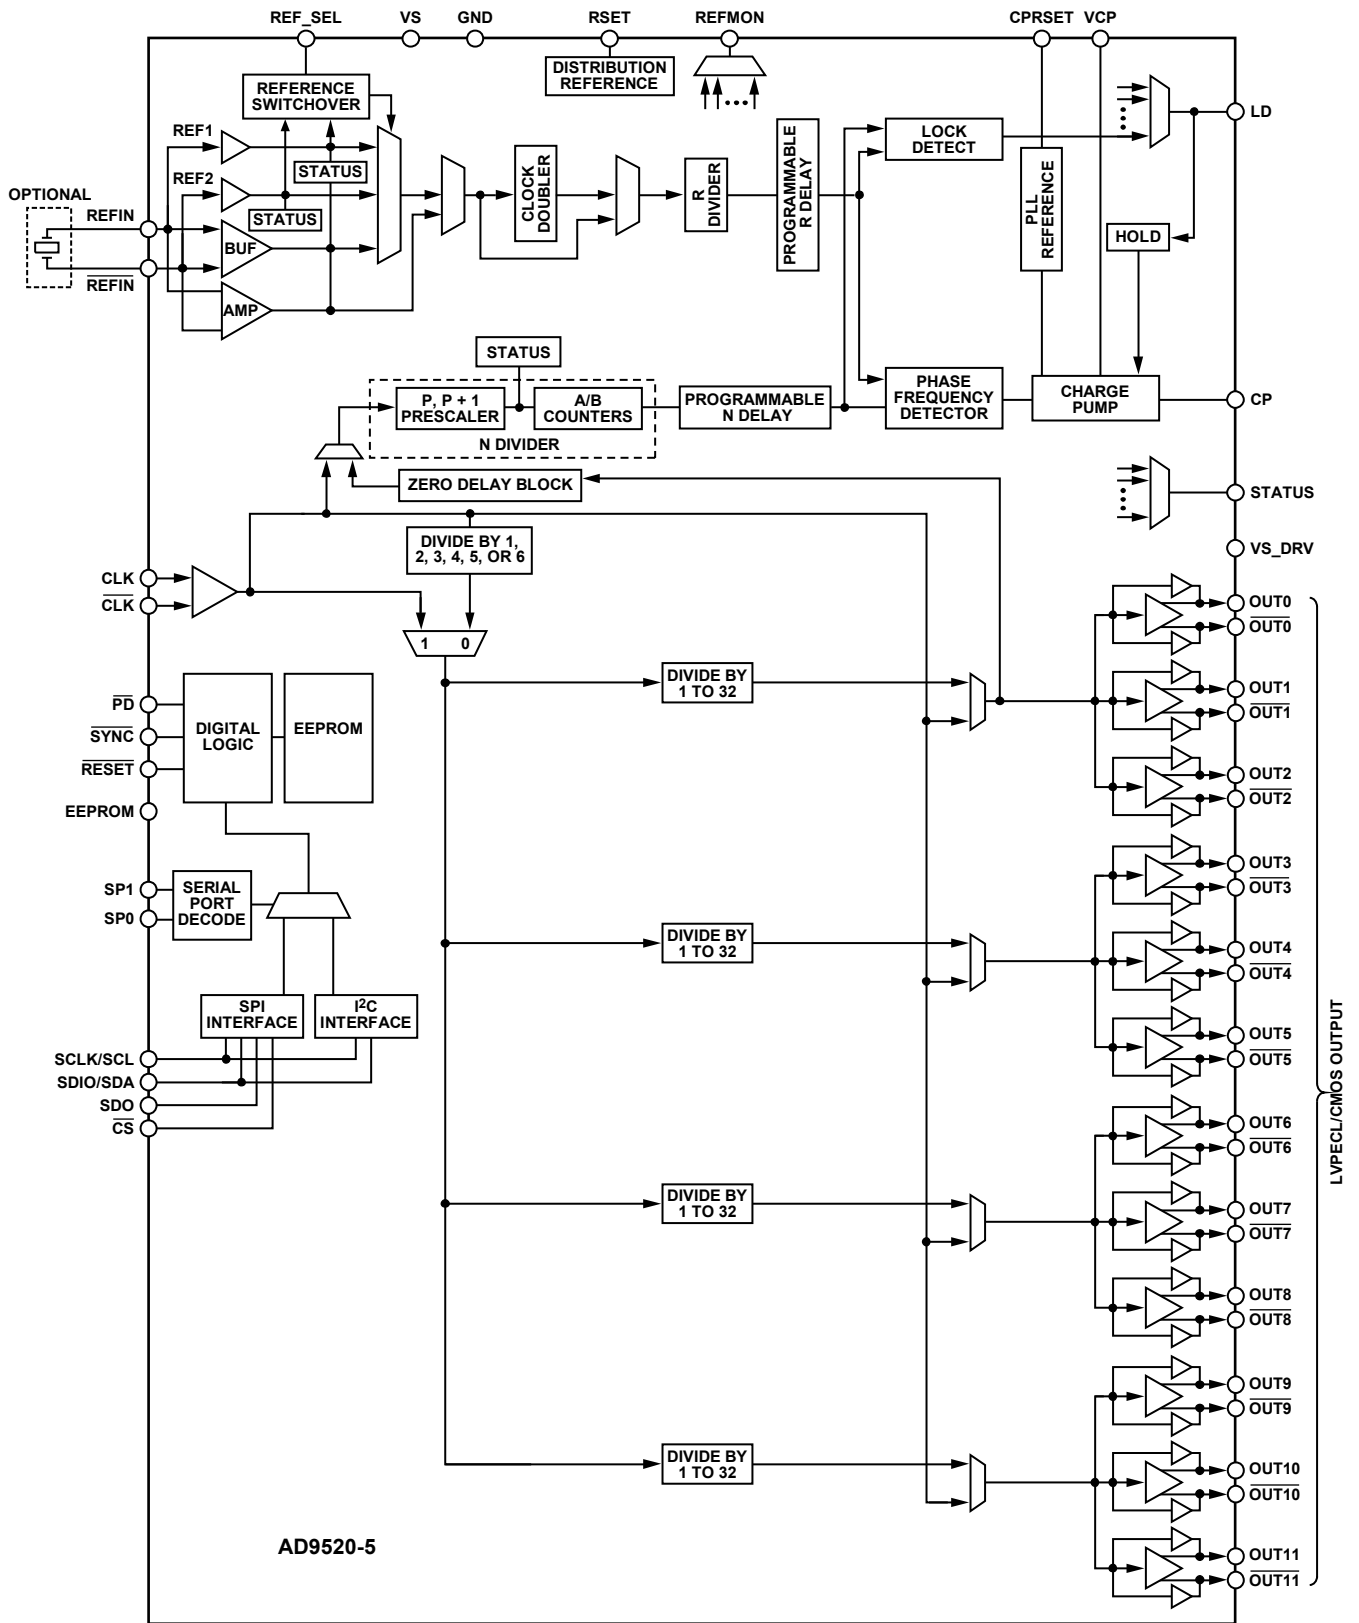 REF_SEL VS GND RSET REFMON CPRSET VCP
DISTRIBUTION
REFERENCE
REFERENCE
SWITCHOVER
REF1
STATUS
REF2
STATUS
BUF
AMP
OPTIONAL
REFIN
REFIN
CLOCK
DOUBLER
R
DIVIDER
PROGRAMMABLE
R DELAY
LOCK
DETECT
PLL
REFERENCE
LD
HOLD
STATUS
P, P + 1
PRESCALER
A/B
COUNTERS
N DIVIDER
PROGRAMMABLE
N DELAY
PHASE
FREQUENCY
DETECTOR
CHARGE
PUMP
CP
ZERO DELAY BLOCK
STATUS
VS_DRV
DIVIDE BY 1,
2, 3, 4, 5, OR 6
CLK
CLK
1 0
PD
SYNC
RESET
EEPROM
DIGITAL
LOGIC
EEPROM
SP1
SP0
SERIAL
PORT
DECODE
SPI
INTERFACE
I2C
INTERFACE
SCLK/SCL
SDIO/SDA
SDO
CS
DIVIDE BY
1 TO 32
DIVIDE BY
1 TO 32
DIVIDE BY
1 TO 32
DIVIDE BY
1 TO 32
OUT0
OUT0
OUT1
OUT1
OUT2
OUT2
OUT3
OUT3
OUT4
OUT4
OUT5
OUT5
OUT6
OUT6
OUT7
OUT7
OUT8
OUT8
OUT9
OUT9
OUT10
OUT10
OUT11
OUT11
LVPECL/CMOS OUTPUT
AD9520-5